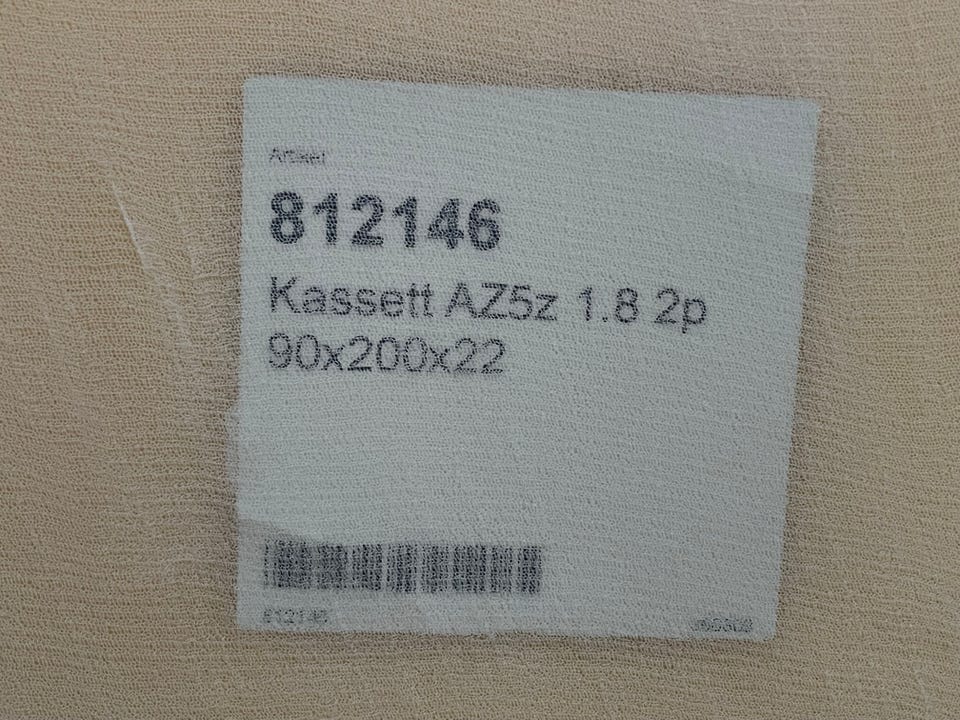 Artikel
812146
Kassett AZ5z 1.8 2p
90x200x22
812146